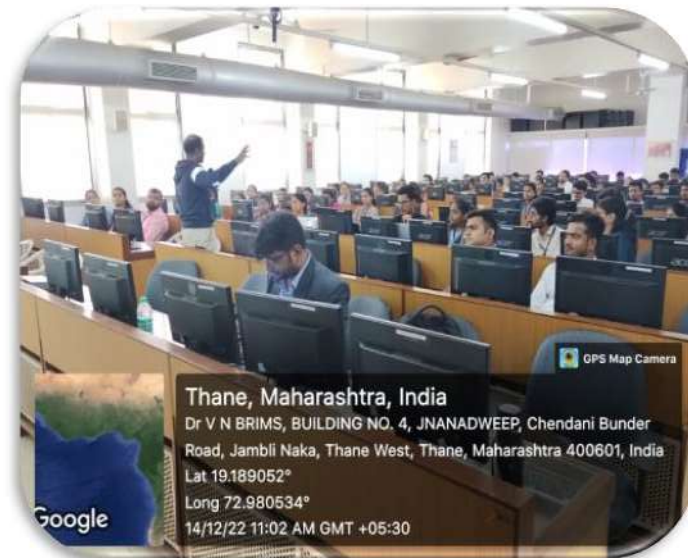 GPS Map Camera
Thane, Maharashtra, India
Dr V N BRIMS, BUILDING NO. 4, JNANADWEEP, Chendani Bunder
Road, Jambli Naka, Thane West, Thane, Maharashtra 400601, India
Lat 19.189052°
Long 72.980534°
14/12/22 11:02 AM GMT +05:30
Google